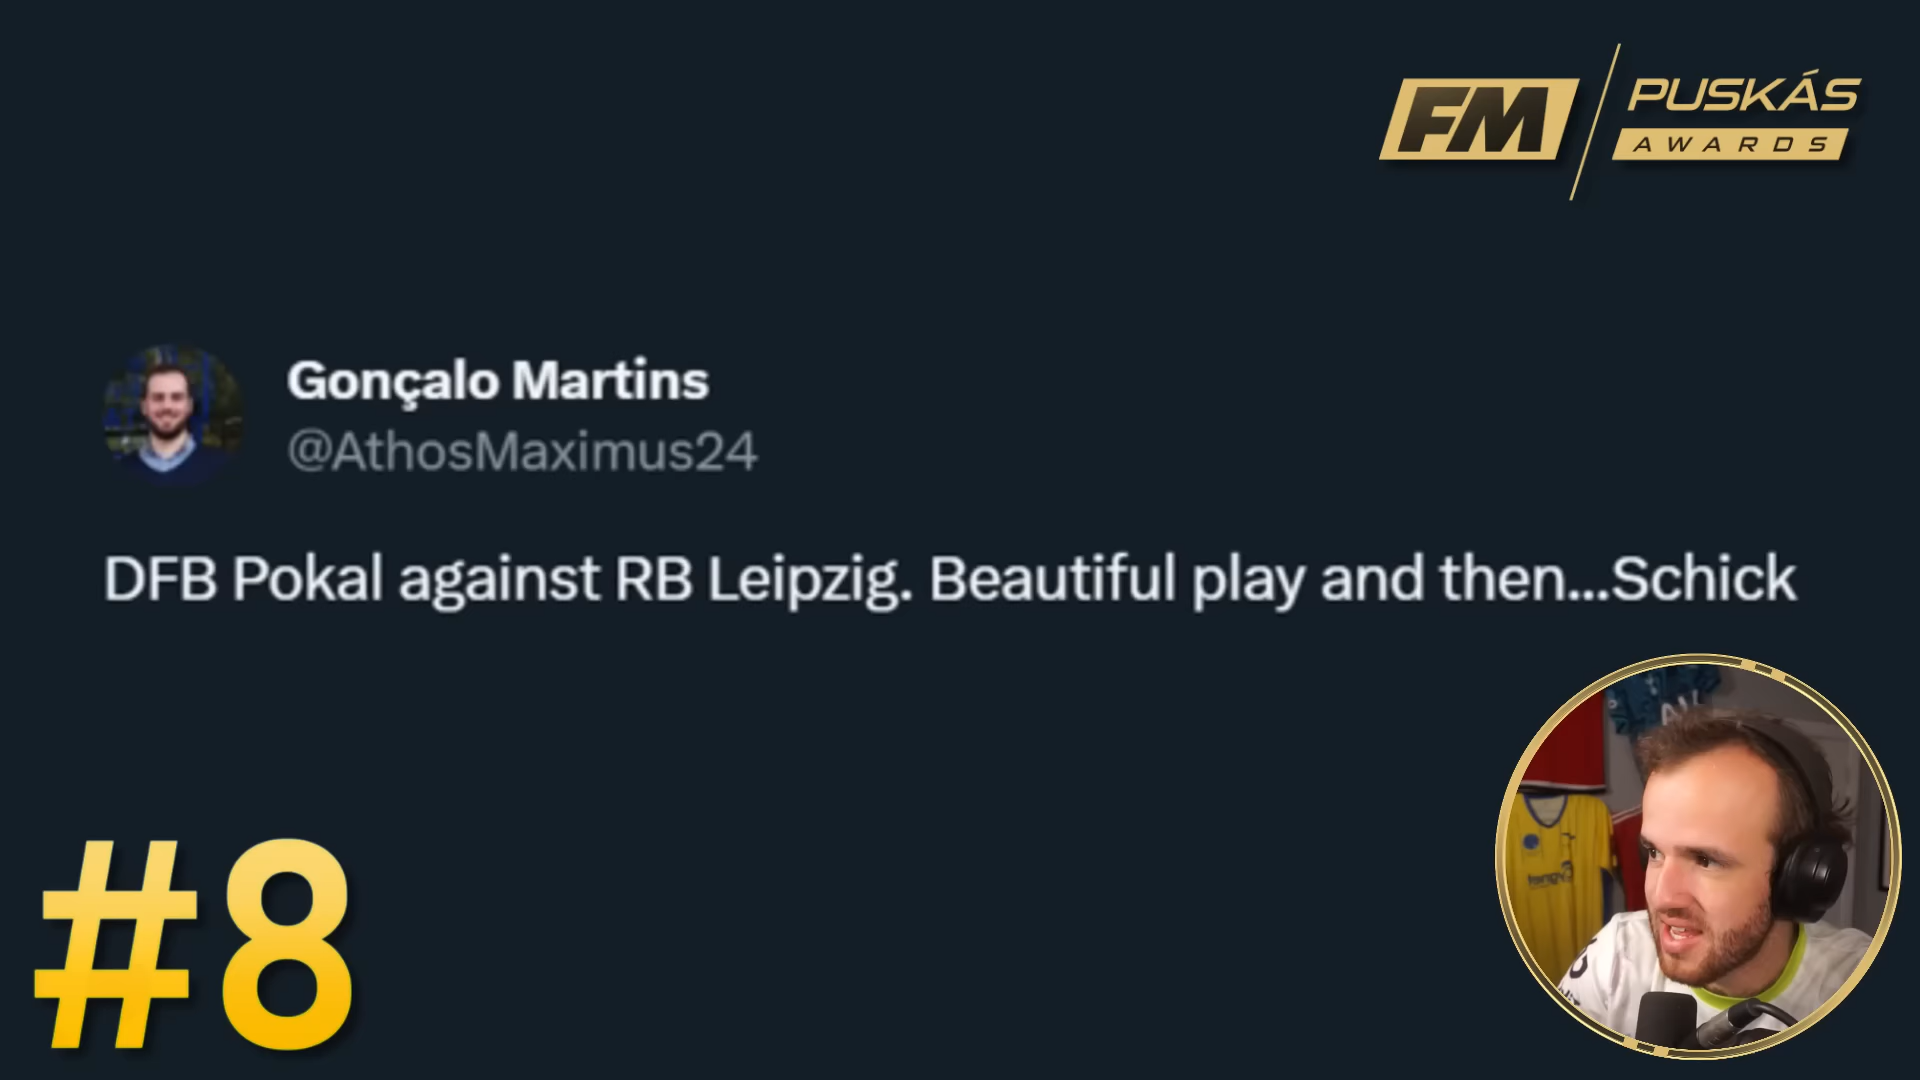 FM
PUSKÁS
AWARDS
Gonçalo Martins
@AthosMaximus24
DFB Pokal against RB Leipzig. Beautiful play and then...Schick
#8